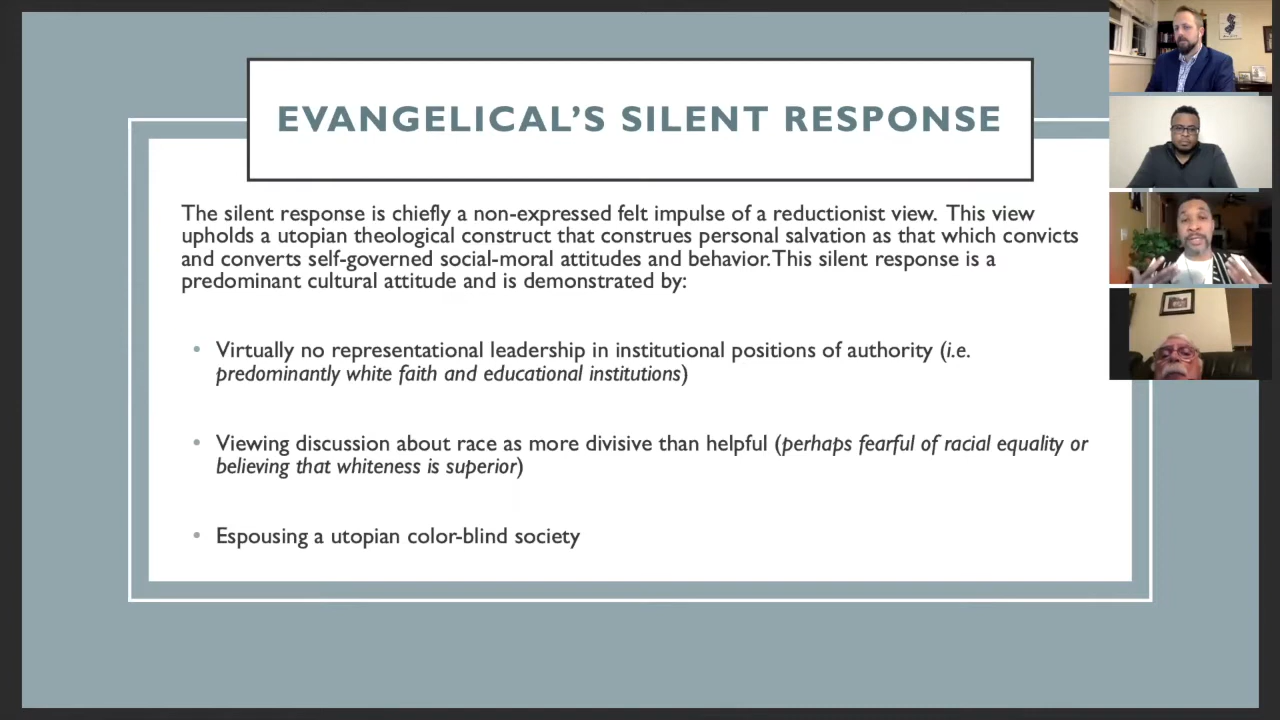 EVANGELICAL'S SILENT RESPONSE
The silent response is chiefly a non-expressed felt impulse of a reductionist view.  This view
upholds a utopian theological construct that construes personal salvation as that which convicts
and converts self-governed social-moral attitudes and behavior. This silent response is a
predominant cultural attitude and is demonstrated by:
• Virtually no representational leadership in institutional positions of authority (i.e.
predominantly white faith and educational institutions)
• Viewing discussion about race as more divisive than helpful (perhaps fearful of racial equality or
believing that whiteness is superior)
• Espousing a utopian color-blind society